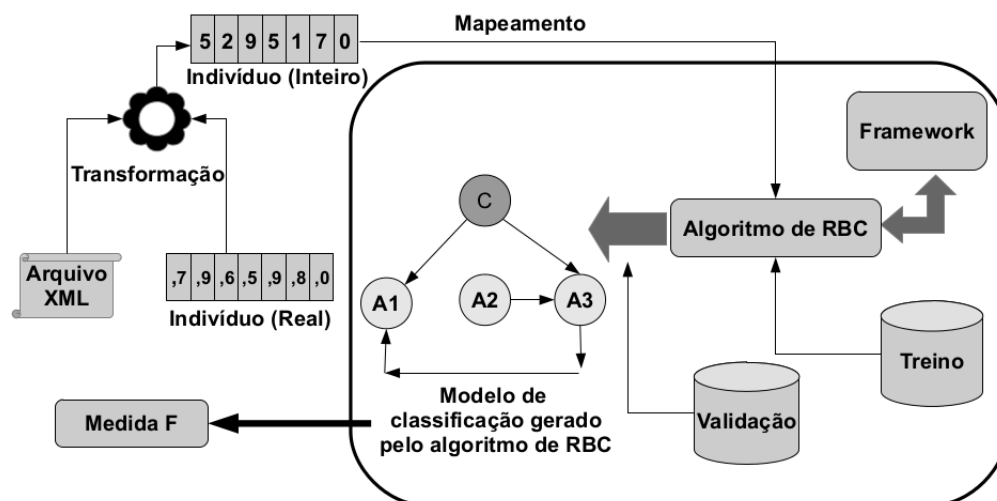 Mapeamento
5 2 9 5 1 7 0
Indivíduo (Inteiro)
Framework
Transformação
C
Algoritmo de RBC
Arquivo
XML
,7 ,9 ,6 ,5 ,9 ,8 ,0
Indivíduo (Real)
A1
A2
A3
Treino
Modelo de
classificação gerado
pelo algoritmo de RBC
Validação
Medida F